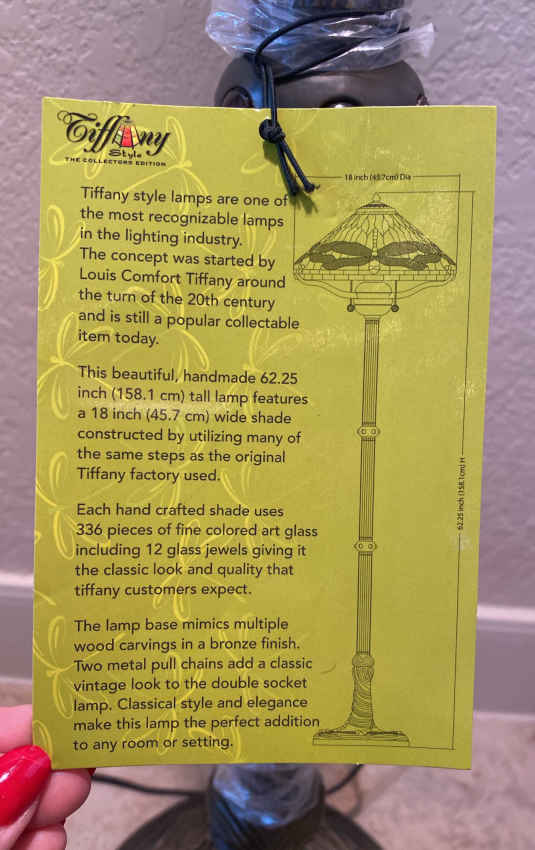 Tiffany
Style
THE COLLECTORS EDITION
Tiffany style lamps are one of
the most recognizable lamps
in the lighting industry.
The concept was started by
Louis Comfort Tiffany around
the turn of the 20th century
and is still a popular collectable
item today.
This beautiful, handmade 62.25
inch (158.1 cm) tall lamp features
a 18 inch (45.7 cm) wide shade
constructed by utilizing many of
the same steps as the original
Tiffany factory used.
Each hand crafted shade uses
336 pieces of fine colored art glass
including 12 glass jewels giving it
the classic look and quality that
tiffany customers expect.
The lamp base mimics multiple
wood carvings in a bronze finish.
Two metal pull chains add a classic
vintage look to the double socket
lamp. Classical style and elegance
make this lamp the perfect addition
to any room or setting.
18 inch (45.7cm) Dia
62.25 inch (158.1cm) H